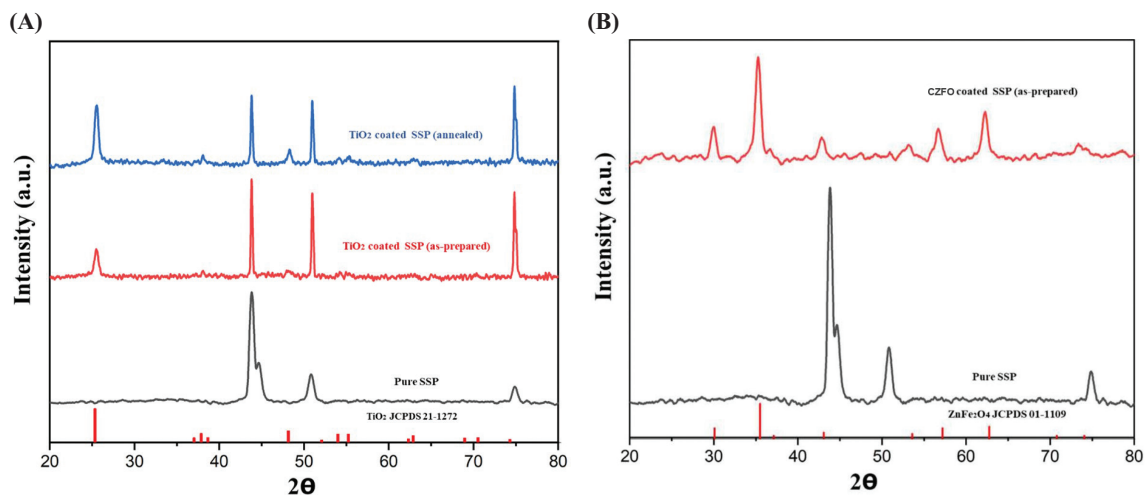 (A)
Intensity (a.u.)
TiO₂ coated SSP (annealed)
TiO₂ coated SSP (as-prepared)
Pure SSP
TiO₂ JCPDS 21-1272
20 30 40 50 60 70 80
2θ
(B)
Intensity (a.u.)
CZFO coated SSP (as-prepared)
Pure SSP
ZnFe₂O₄ JCPDS 01-1109
20 30 40 50 60 70 80
2θ